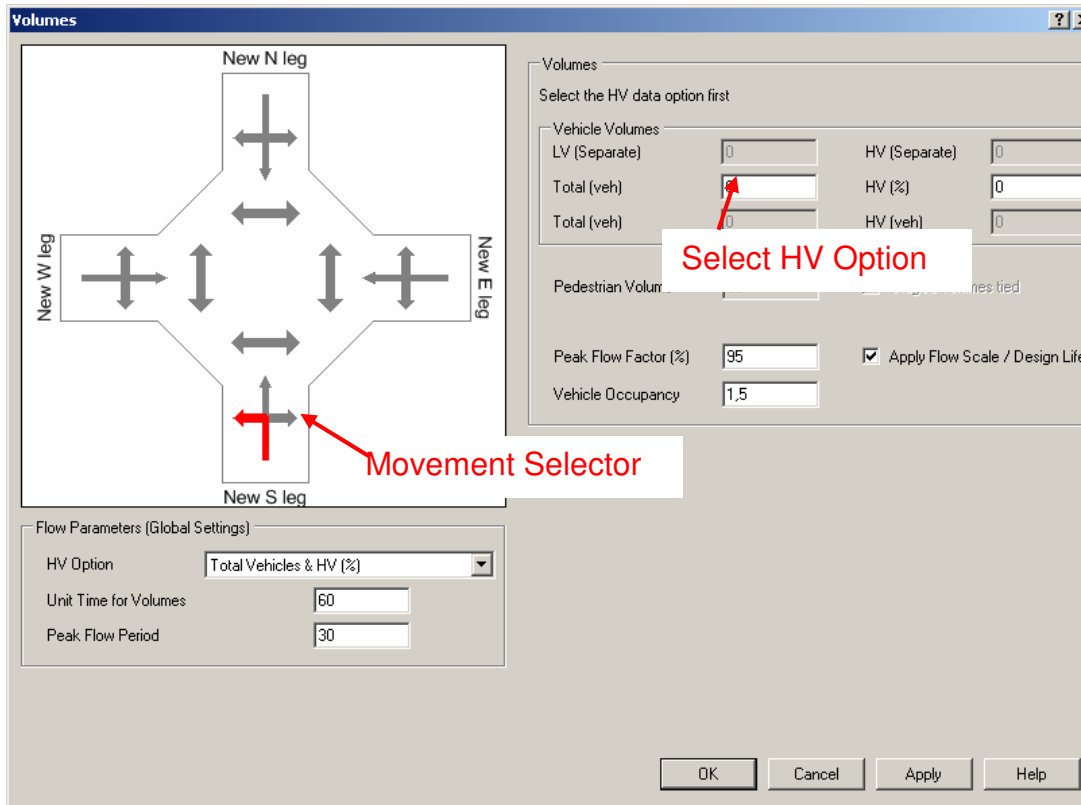 Volumes
New N leg
New W leg
New E leg
New S leg
Movement Selector
Flow Parameters (Global Settings)
HV Option Total Vehicles & HV (%)
Unit Time for Volumes 60
Peak Flow Period 30
Volumes
Select the HV data option first
Vehicle Volumes
LV (Separate) 0 HV (Separate) 0
Total (veh) HV (%) 0
Total (veh) 0 HV (veh) 0
Select HV Option
Pedestrian Volume tied
Peak Flow Factor (%) 95 Apply Flow Scale / Design Life
Vehicle Occupancy 1,5
OK Cancel Apply Help